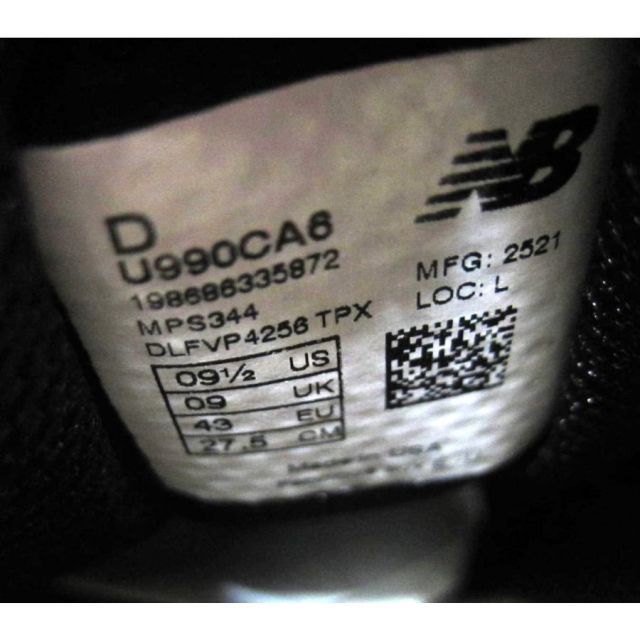 NB
D
U990CA6
198686335872
MPS344
DLFVP4256 TPX
MFG: 2521
LOC: L
09½ US
09 UK
43 EU
27.5 CM
Made in USA